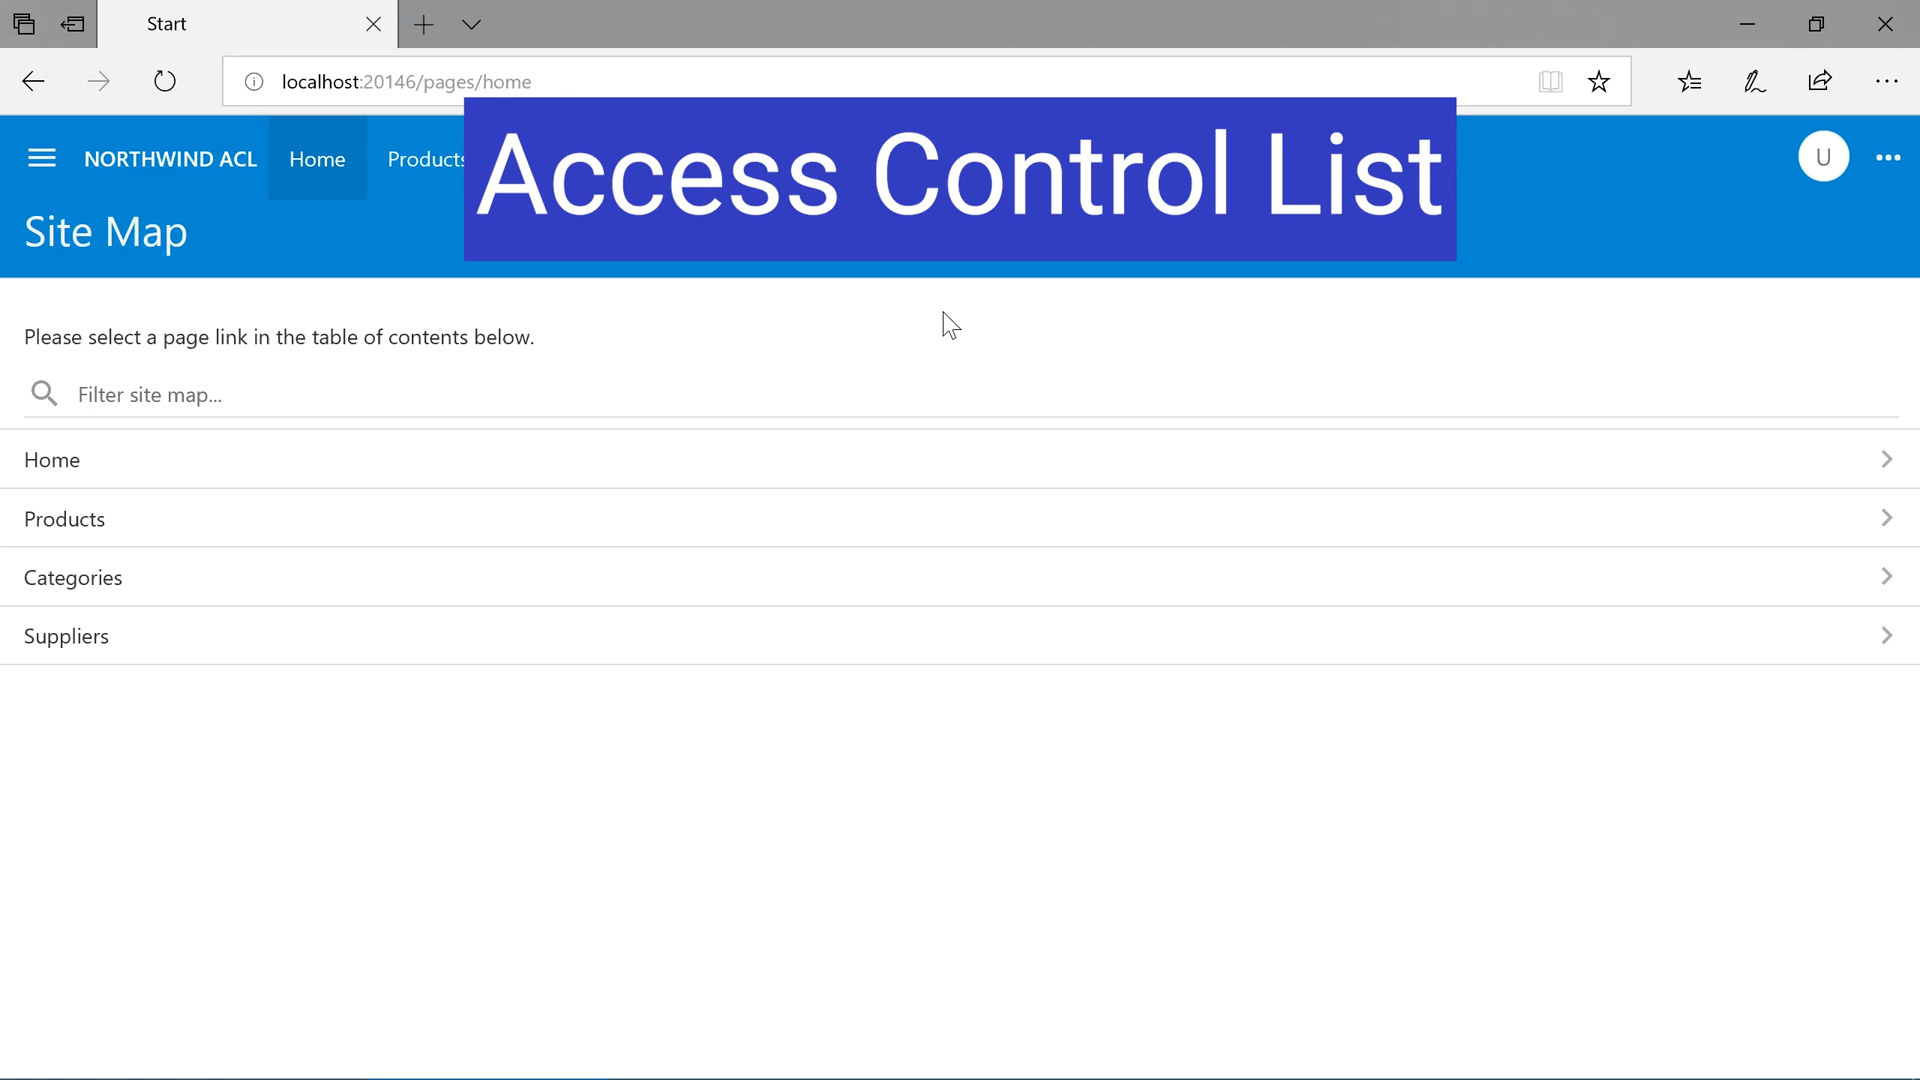 Start
localhost:20146/pages/home
NORTHWIND ACL
Home
Products
Access Control List
U
Site Map
Please select a page link in the table of contents below.
Filter site map...
Home
Products
Categories
Suppliers